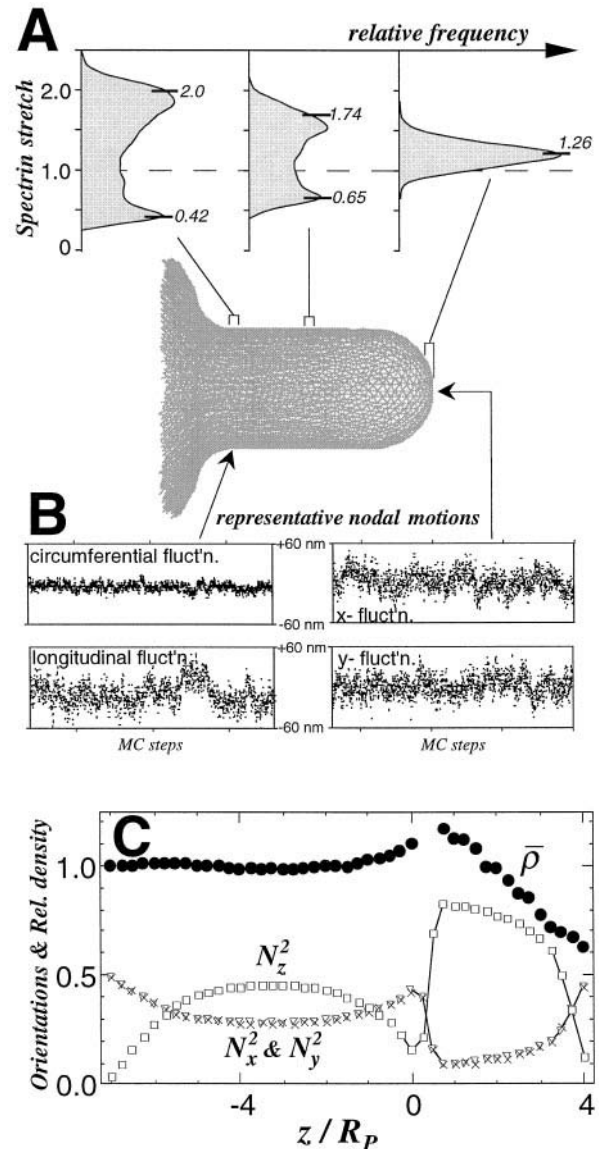 A
relative frequency
Spectrin stretch
2.0
1.0
0
2.0
0.42
1.74
0.65
1.26
B
representative nodal motions
circumferential fluct'n.
+60 nm
-60 nm
x- fluct'n.
longitudinal fluct'n.
+60 nm
-60 nm
y- fluct'n.
MC steps
MC steps
C
Orientations & Rel. density
1.0
0.5
0.0
ρ̅
N_z^2
N_x^2 & N_y^2
-4
0
4
z / R_P